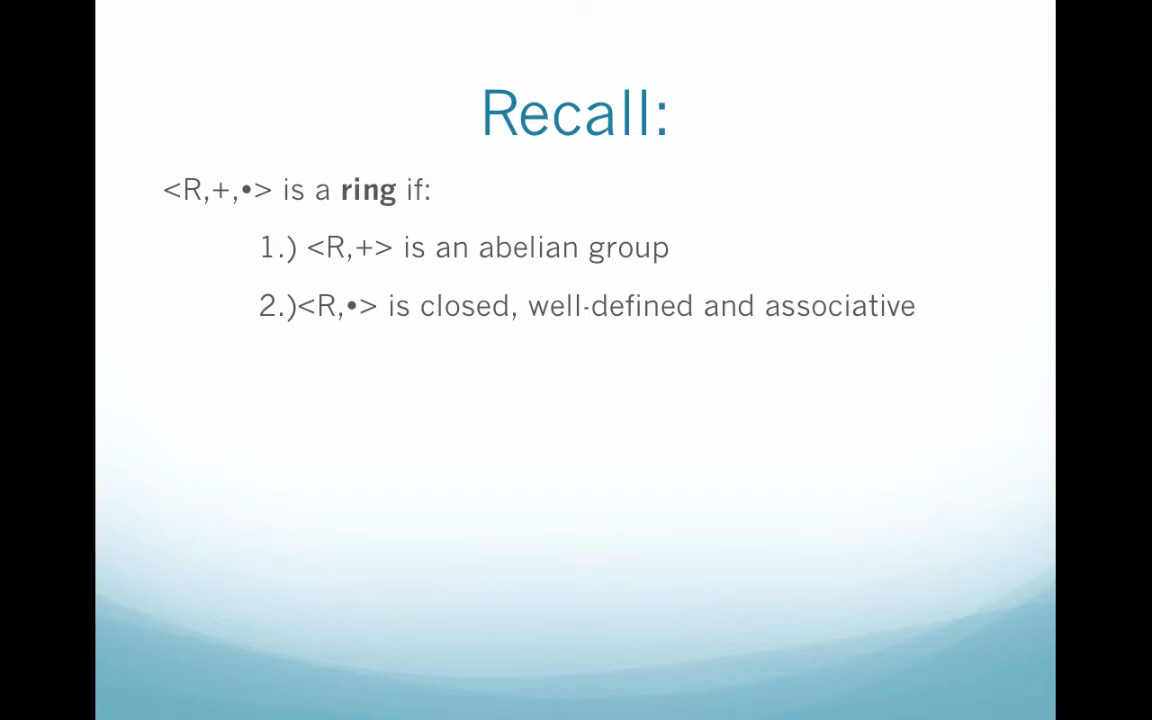 Recall:
<R,+,•> is a ring if:
1.) <R,+> is an abelian group
2.)<R,•> is closed, well-defined and associative